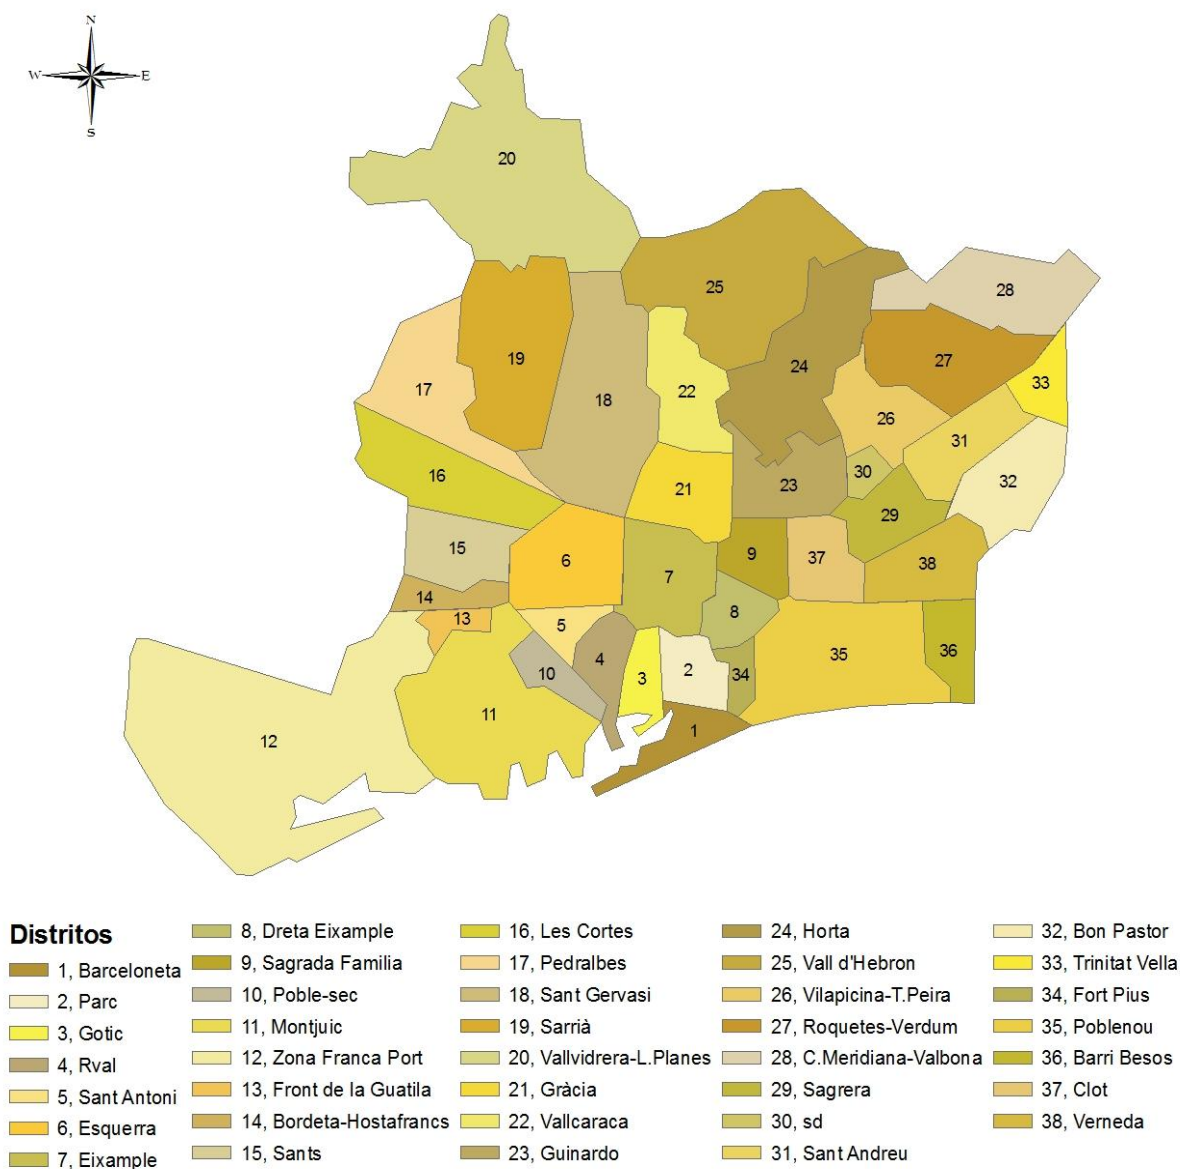 N
W E
S
20
25
28
19
27
24
33
17
18
22
26
31
16
30
32
21
23
29
15
6
9
37
38
7
14
8
13
5
35
36
4
2
34
10
3
11
1
12
Distritos
1, Barceloneta
2, Parc
3, Gotic
4, Rval
5, Sant Antoni
6, Esquerra
7, Eixample
8, Dreta Eixample
9, Sagrada Familia
10, Poble-sec
11, Montjuic
12, Zona Franca Port
13, Front de la Guatila
14, Bordeta-Hostafrancs
15, Sants
16, Les Cortes
17, Pedralbes
18, Sant Gervasi
19, Sarrià
20, Vallvidrera-L.Planes
21, Gràcia
22, Vallcaraca
23, Guinardo
24, Horta
25, Vall d'Hebron
26, Vilapicina-T.Peira
27, Roquetes-Verdum
28, C.Meridiana-Valbona
29, Sagrera
30, sd
31, Sant Andreu
32, Bon Pastor
33, Trinitat Vella
34, Fort Pius
35, Poblenou
36, Barri Besos
37, Clot
38, Verneda